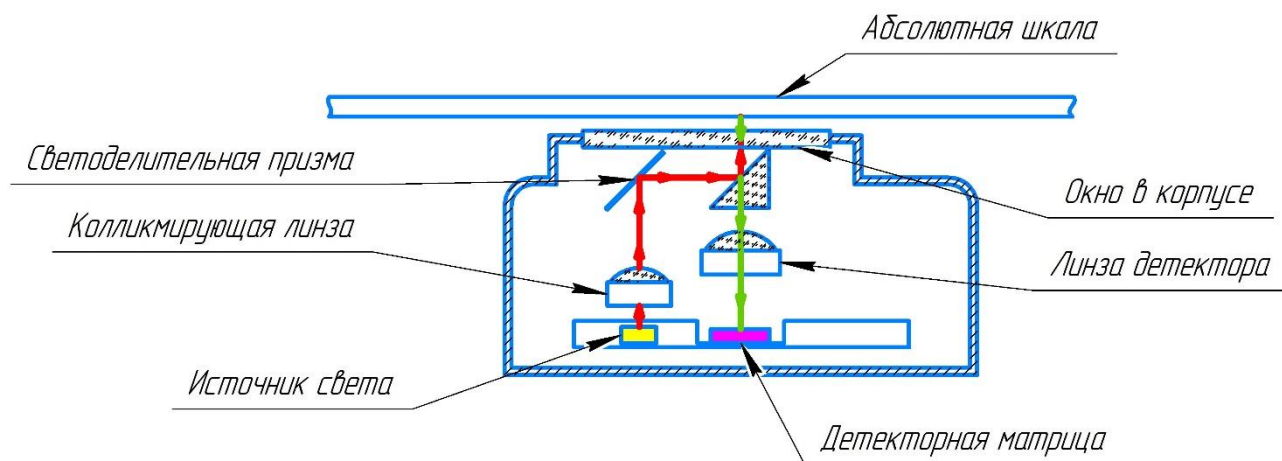 Абсолютная шкала
Светоделительная призма
Окно в корпусе
Колликмирующая линза
Линза детектора
Источник света
Детекторная матрица